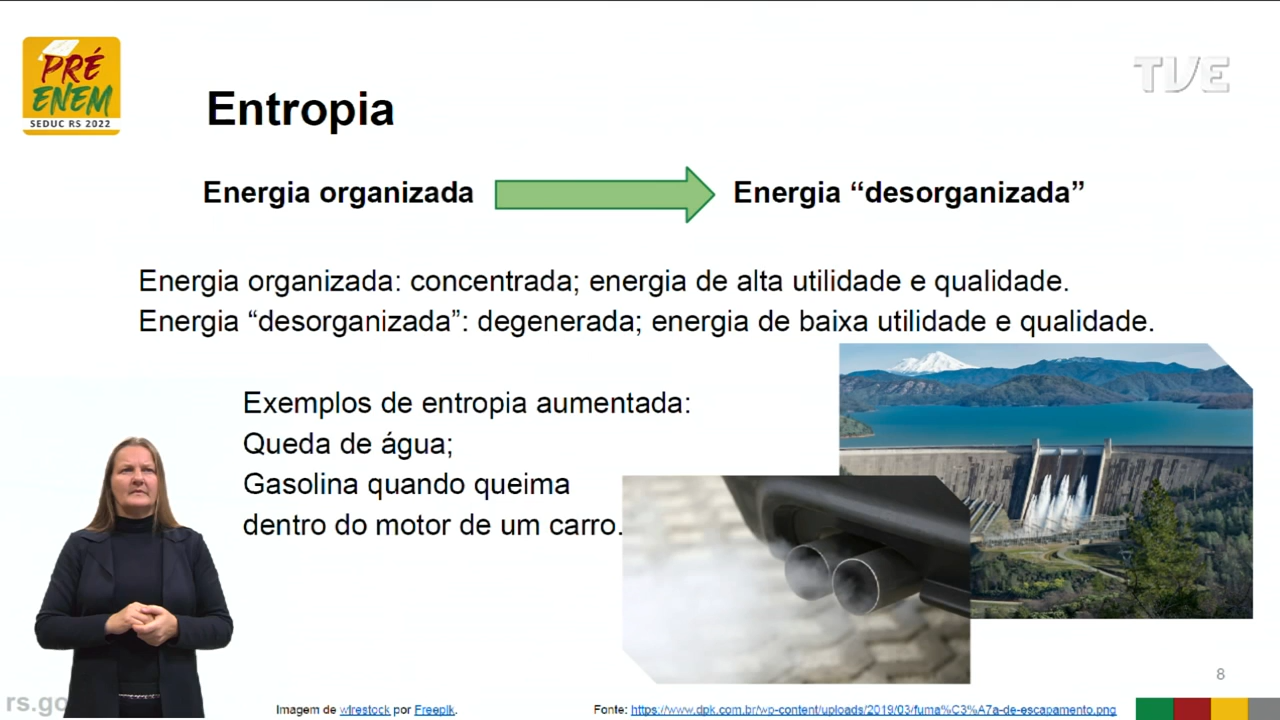 PRÉ
ENEM
SEDUC RS 2022
TVE
Entropia
Energia organizada
Energia “desorganizada”
Energia organizada: concentrada; energia de alta utilidade e qualidade.
Energia “desorganizada”: degenerada; energia de baixa utilidade e qualidade.
Exemplos de entropia aumentada:
Queda de água;
Gasolina quando queima
dentro do motor de um carro.
8
rs.go
Imagem de wirestock por Freepik.
Fonte: https://www.dpk.com.br/wp-content/uploads/2019/03/fuma%C3%A7a-de-escapamento.png